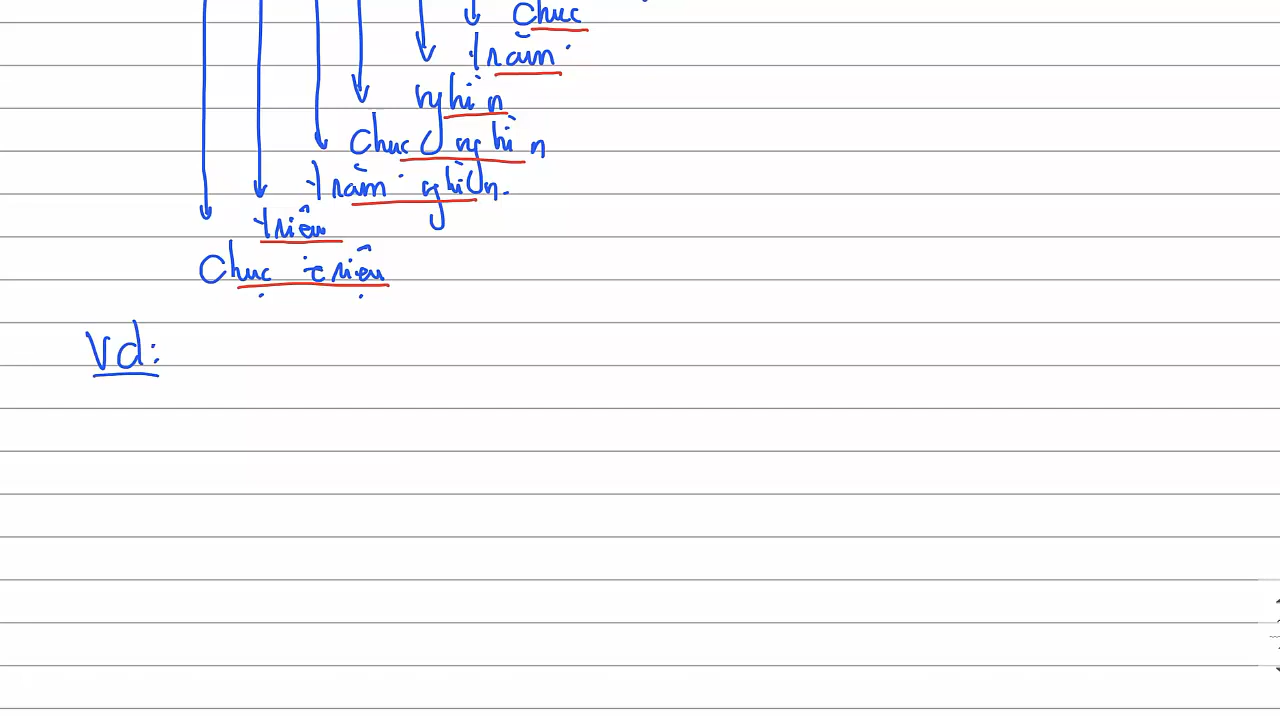 chục
trăm
nghìn
chục nghìn
trăm nghìn.
triệu
chục triệu
Vd: